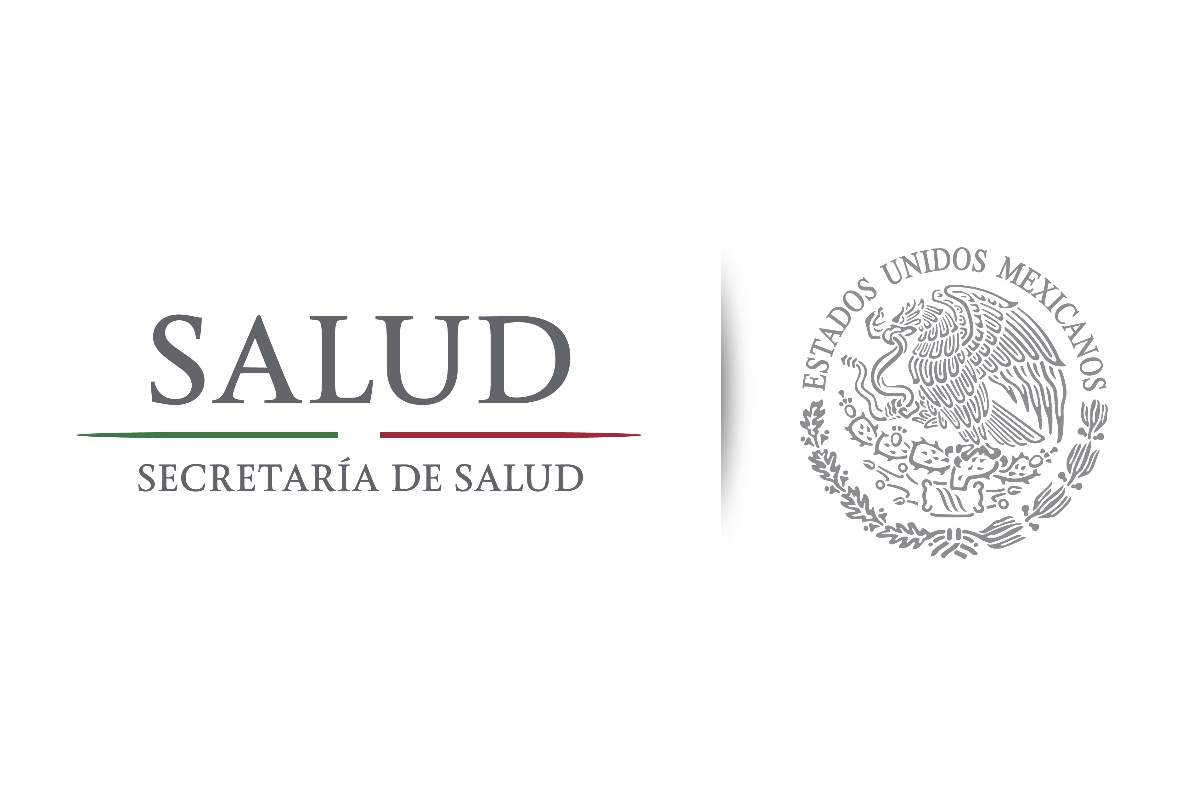 SALUD
SECRETARÍA DE SALUD
ESTADOS UNIDOS MEXICANOS